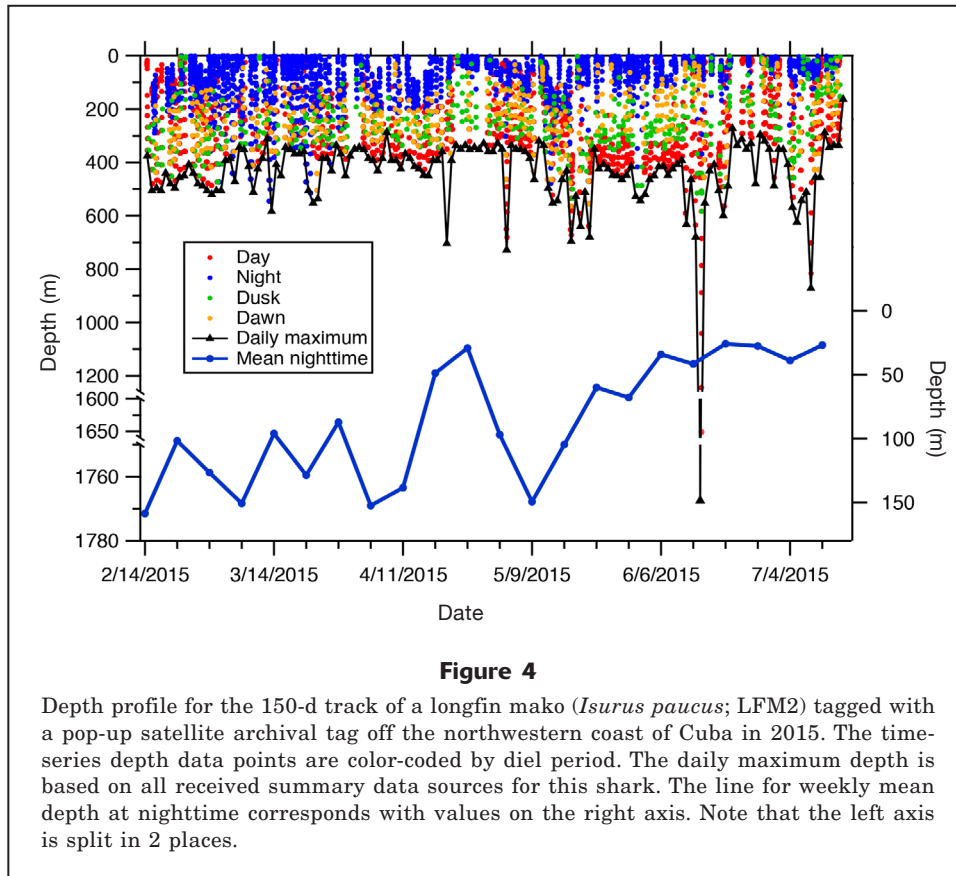 0
200
400
600
800
1000
1200
1600
1650
1760
1780
Depth (m)
Day
Night
Dusk
Dawn
Daily maximum
Mean nighttime
0
50
100
150
Depth (m)
2/14/2015 3/14/2015 4/11/2015 5/9/2015 6/6/2015 7/4/2015
Date
Figure 4
Depth profile for the 150-d track of a longfin mako (Isurus paucus; LFM2) tagged with
a pop-up satellite archival tag off the northwestern coast of Cuba in 2015. The time-
series depth data points are color-coded by diel period. The daily maximum depth is
based on all received summary data sources for this shark. The line for weekly mean
depth at nighttime corresponds with values on the right axis. Note that the left axis
is split in 2 places.